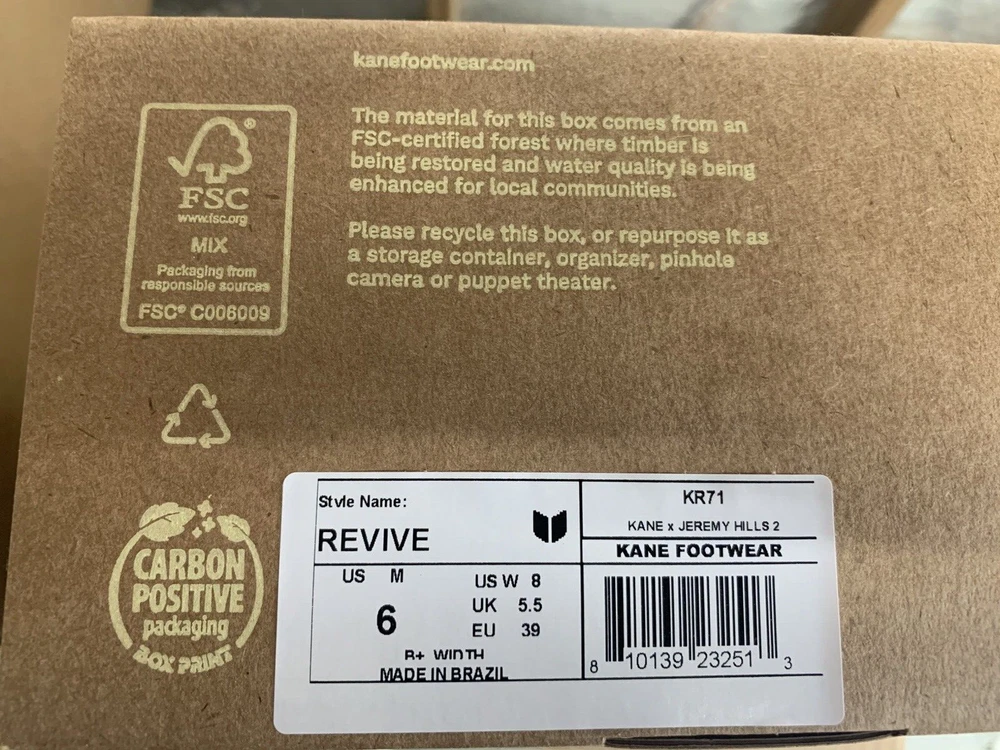 kanefootwear.com
The material for this box comes from an
FSC-certified forest where timber is
being restored and water quality is being
enhanced for local communities.
Please recycle this box, or repurpose it as
a storage container, organizer, pinhole
camera or puppet theater.
®
FSC
www.fsc.org
MIX
Packaging from
responsible sources
FSC® C006009
CARBON
POSITIVE
packaging
BOX PRINT
Style Name:
REVIVE
US M
6
US W 8
UK 5.5
EU 39
B+ WIDTH
MADE IN BRAZIL
KR71
KANE x JEREMY HILLS 2
KANE FOOTWEAR
8 10139 23251 3